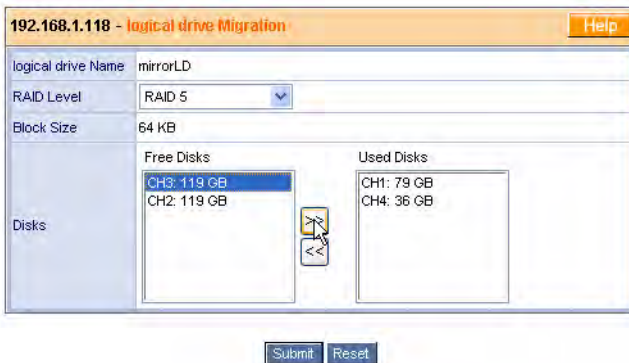 192.168.1.118 - logical drive Migration
Help
logical drive Name mirrorLD
RAID Level RAID 5
Block Size 64 KB
Free Disks Used Disks
CH3: 119 GB
CH2: 119 GB
CH1: 79 GB
CH4: 36 GB
Disks
>>
<<
Submit Reset